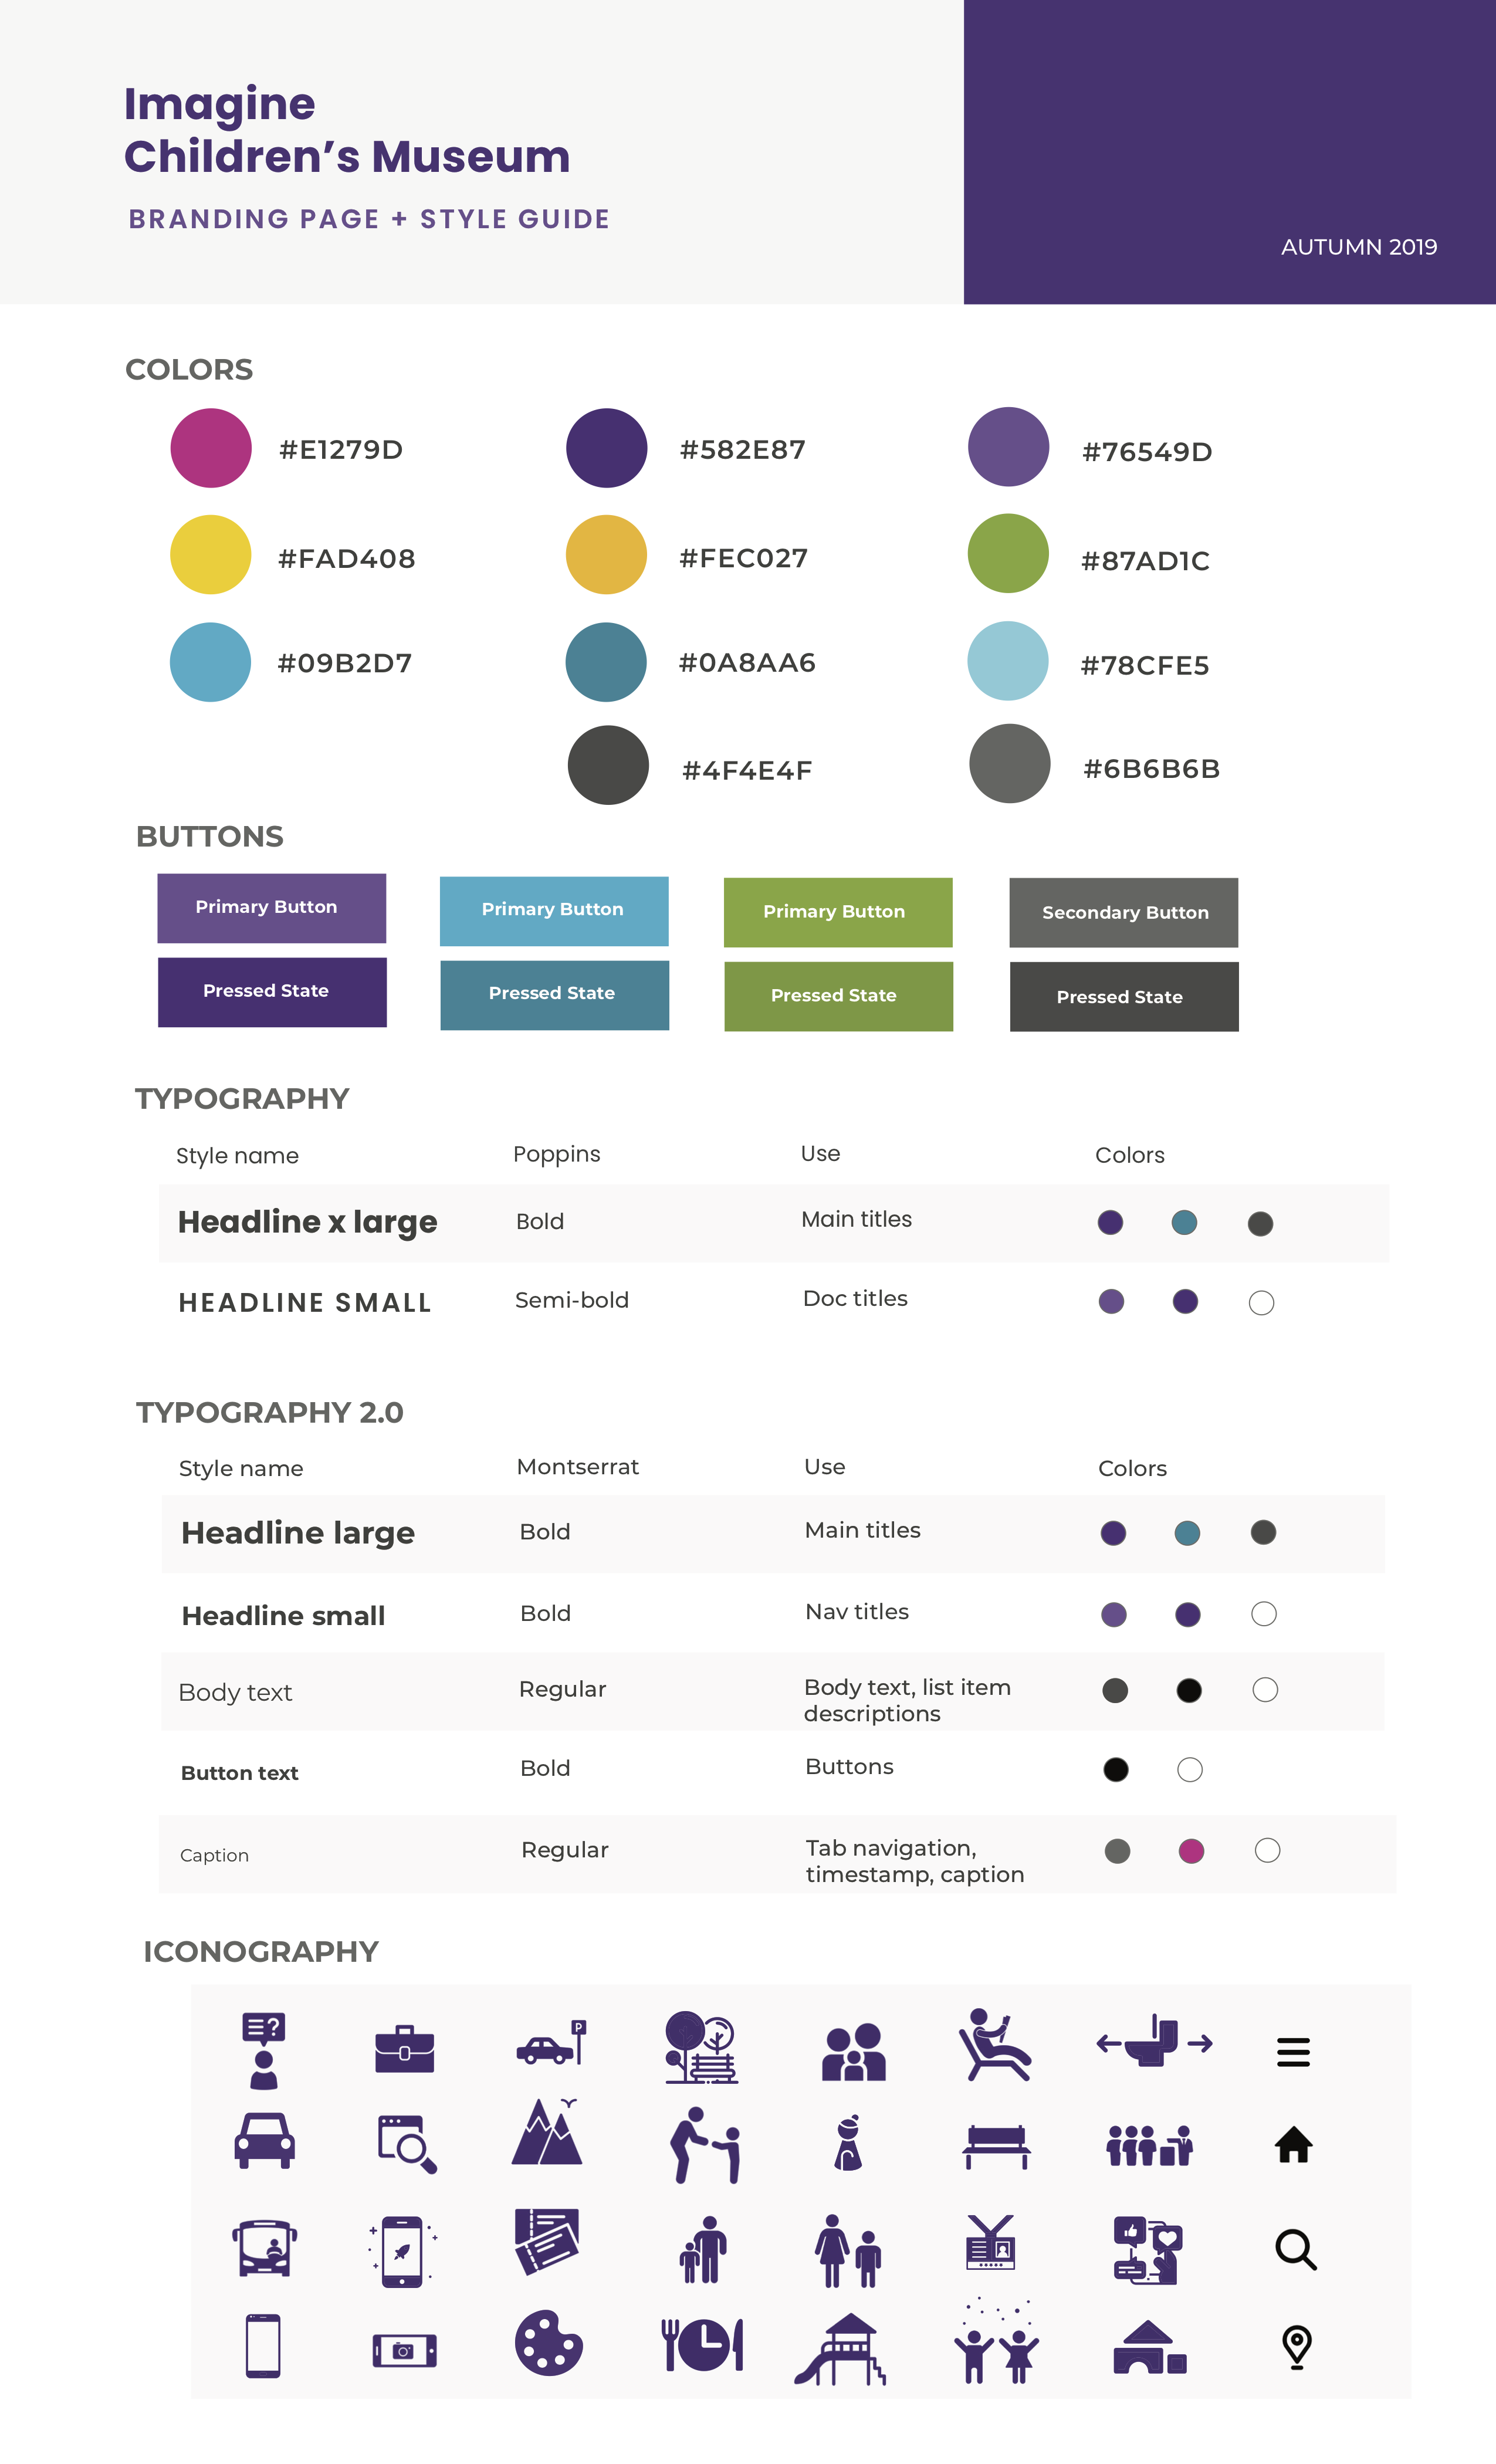 Imagine
Children's Museum
BRANDING PAGE + STYLE GUIDE
AUTUMN 2019
COLORS
#E1279D #582E87 #76549D
#FAD408 #FEC027 #87AD1C
#09B2D7 #0A8AA6 #78CFE5
#4F4E4F #6B6B6B
BUTTONS
Primary Button Primary Button Primary Button Secondary Button
Pressed State Pressed State Pressed State Pressed State
TYPOGRAPHY
Style name Poppins Use Colors
Headline x large Bold Main titles
HEADLINE SMALL Semi-bold Doc titles
TYPOGRAPHY 2.0
Style name Montserrat Use Colors
Headline large Bold Main titles
Headline small Bold Nav titles
Body text Regular Body text, list item
descriptions
Button text Bold Buttons
Caption Regular Tab navigation,
timestamp, caption
ICONOGRAPHY
?
P